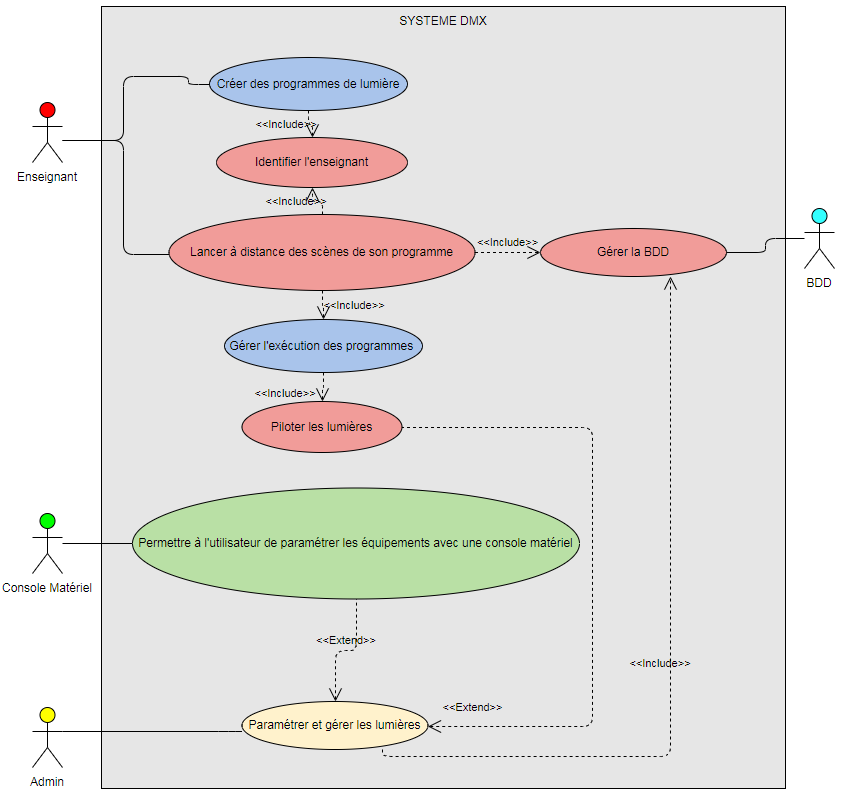 SYSTEME DMX
Créer des programmes de lumière
<<Include>>
Identifier l'enseignant
Enseignant
<<Include>>
Lancer à distance des scènes de son programme
<<Include>>
Gérer la BDD
BDD
<<Include>>
Gérer l'exécution des programmes
<<Include>>
Piloter les lumières
Permettre à l'utilisateur de paramétrer les équipements avec une console matériel
Console Matériel
<<Extend>>
<<Include>>
<<Extend>>
Paramétrer et gérer les lumières
Admin